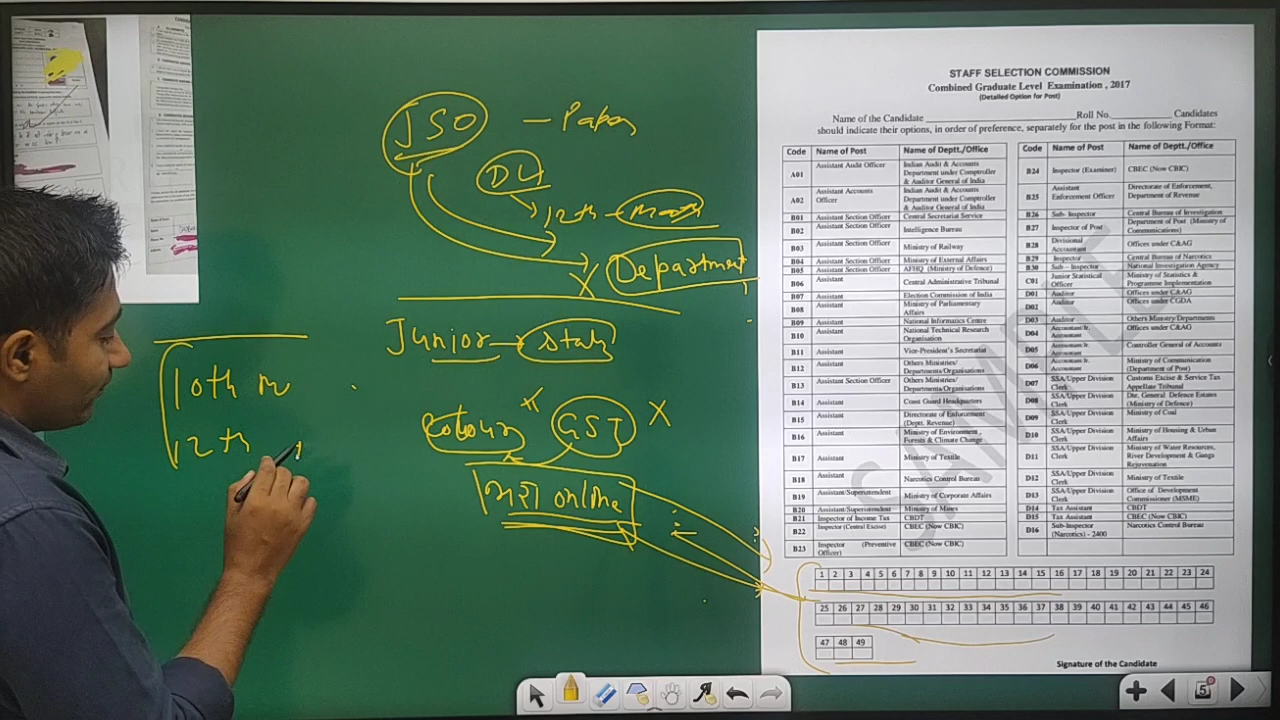 JSO - Paper
DU
12th - Math
X Department
Junior → Stats
X GST X
भरा online
10th
12th
STAFF SELECTION COMMISSION
Combined Graduate Level Examination , 2017
(Detailed Option for Post)
Name of the Candidate ____________ Roll No.________ Candidates
should indicate their options, in order of preference, separately for the post in the following Format:
Code Name of Post Name of Deptt./Office
A01 Assistant Audit Officer Indian Audit & Accounts Department under Comptroller & Auditor General of India
A02 Assistant Accounts Officer Indian Audit & Accounts Department under Comptroller & Auditor General of India
B01 Assistant Section Officer Central Secretariat Service
B02 Assistant Section Officer Intelligence Bureau
B03 Assistant Section Officer Ministry of Railway
B04 Assistant Section Officer Ministry of External Affairs
B05 Assistant Section Officer AFHQ (Ministry of Defence)
B06 Assistant Central Administrative Tribunal
B07 Assistant Election Commission of India
B08 Assistant Ministry of Parliamentary Affairs
B09 Assistant National Informatics Centre
B10 Assistant National Technical Research Organisation
B11 Assistant Vice-President's Secretariat
B12 Assistant Others Ministries/ Departments/Organisations
B13 Assistant Section Officer Others Ministries/ Departments/Organisations
B14 Assistant Coast Guard Headquarters
B15 Assistant Directorate of Enforcement (Deptt. Revenue)
B16 Assistant Ministry of Environment, Forests & Climate Change
B17 Assistant Ministry of Textile
B18 Assistant Narcotics Control Bureau
B19 Assistant/Superintendent Ministry of Corporate Affairs
B20 Assistant/Superintendent Ministry of Mines
B21 Inspector of Income Tax CBDT
B22 Inspector (Central Excise) CBEC (Now CBIC)
B23 Inspector (Preventive Officer) CBEC (Now CBIC)
Code Name of Post Name of Deptt./Office
B24 Inspector (Examiner) CBEC (Now CBIC)
B25 Assistant Enforcement Officer Directorate of Enforcement, Department of Revenue
B26 Sub- Inspector Central Bureau of Investigation
B27 Inspector of Post Department of Post (Ministry of Communications)
B28 Divisional Accountant Offices under C&AG
B29 Inspector Central Bureau of Narcotics
B30 Sub – Inspector National Investigation Agency
C01 Junior Statistical Officer Ministry of Statistics & Programme Implementation
D01 Auditor Offices under C&AG
D02 Auditor Offices under CGDA
D03 Auditor Others Ministry/Departments
D04 Accountant/Jr. Accountant Offices under C&AG
D05 Accountant/Jr. Accountant Controller General of Accounts
D06 Accountant/Jr. Accountant Ministry of Communication (Department of Post)
D07 SSA/Upper Division Clerk Customs Excise & Service Tax Appellate Tribunal
D08 SSA/Upper Division Clerk Dte. General Defence Estates (Ministry of Defence)
D09 SSA/Upper Division Clerk Ministry of Coal
D10 SSA/Upper Division Clerk Ministry of Housing & Urban Affairs
D11 SSA/Upper Division Clerk Ministry of Water Resources, River Development & Ganga Rejuvenation
D12 SSA/Upper Division Clerk Ministry of Textile
D13 SSA/Upper Division Clerk Office of Development Commissioner (MSME)
D14 Tax Assistant CBDT
D15 Tax Assistant CBEC (Now CBIC)
D16 Sub-Inspector (Narcotics) - 2400 Narcotics Control Bureau
SAMPLE
1 2 3 4 5 6 7 8 9 10 11 12 13 14 15 16 17 18 19 20 21 22 23 24
25 26 27 28 29 30 31 32 33 34 35 36 37 38 39 40 41 42 43 44 45 46
47 48 49
Signature of the Candidate
5